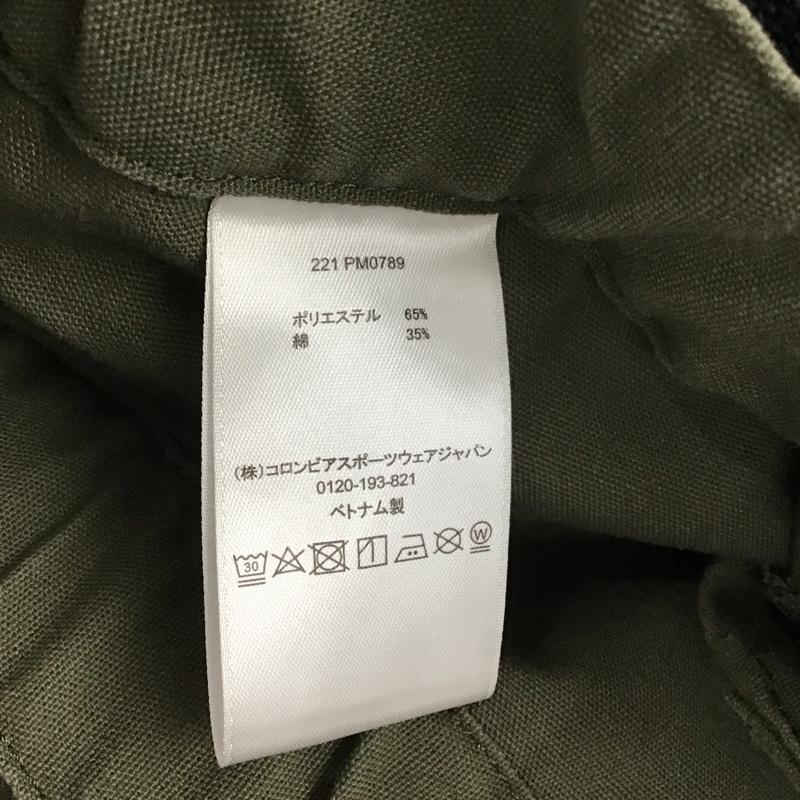 221 PM0789
ポリエステル 65%
綿 35%
(株)コロンビアスポーツウェアジャパン
0120-193-821
ベトナム製
30 W